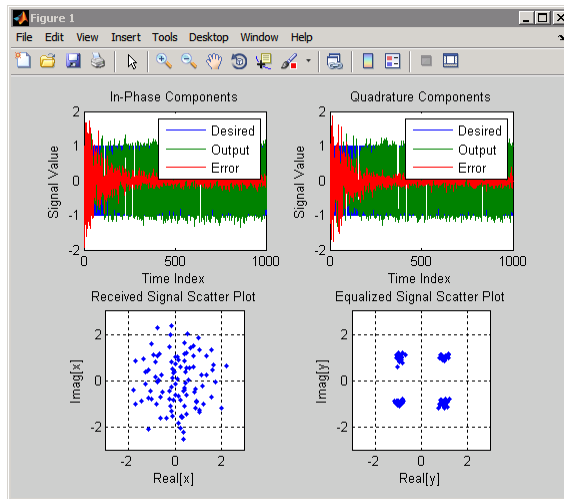 Figure 1
File Edit View Insert Tools Desktop Window Help
In-Phase Components
Signal Value
2
1
0
-1
-2
Desired
Output
Error
0 500 1000
Time Index
Quadrature Components
Signal Value
2
1
0
-1
-2
Desired
Output
Error
0 500 1000
Time Index
Received Signal Scatter Plot
Imag[x]
2
0
-2
-2 0 2
Real[x]
Equalized Signal Scatter Plot
Imag[y]
2
0
-2
-2 0 2
Real[y]